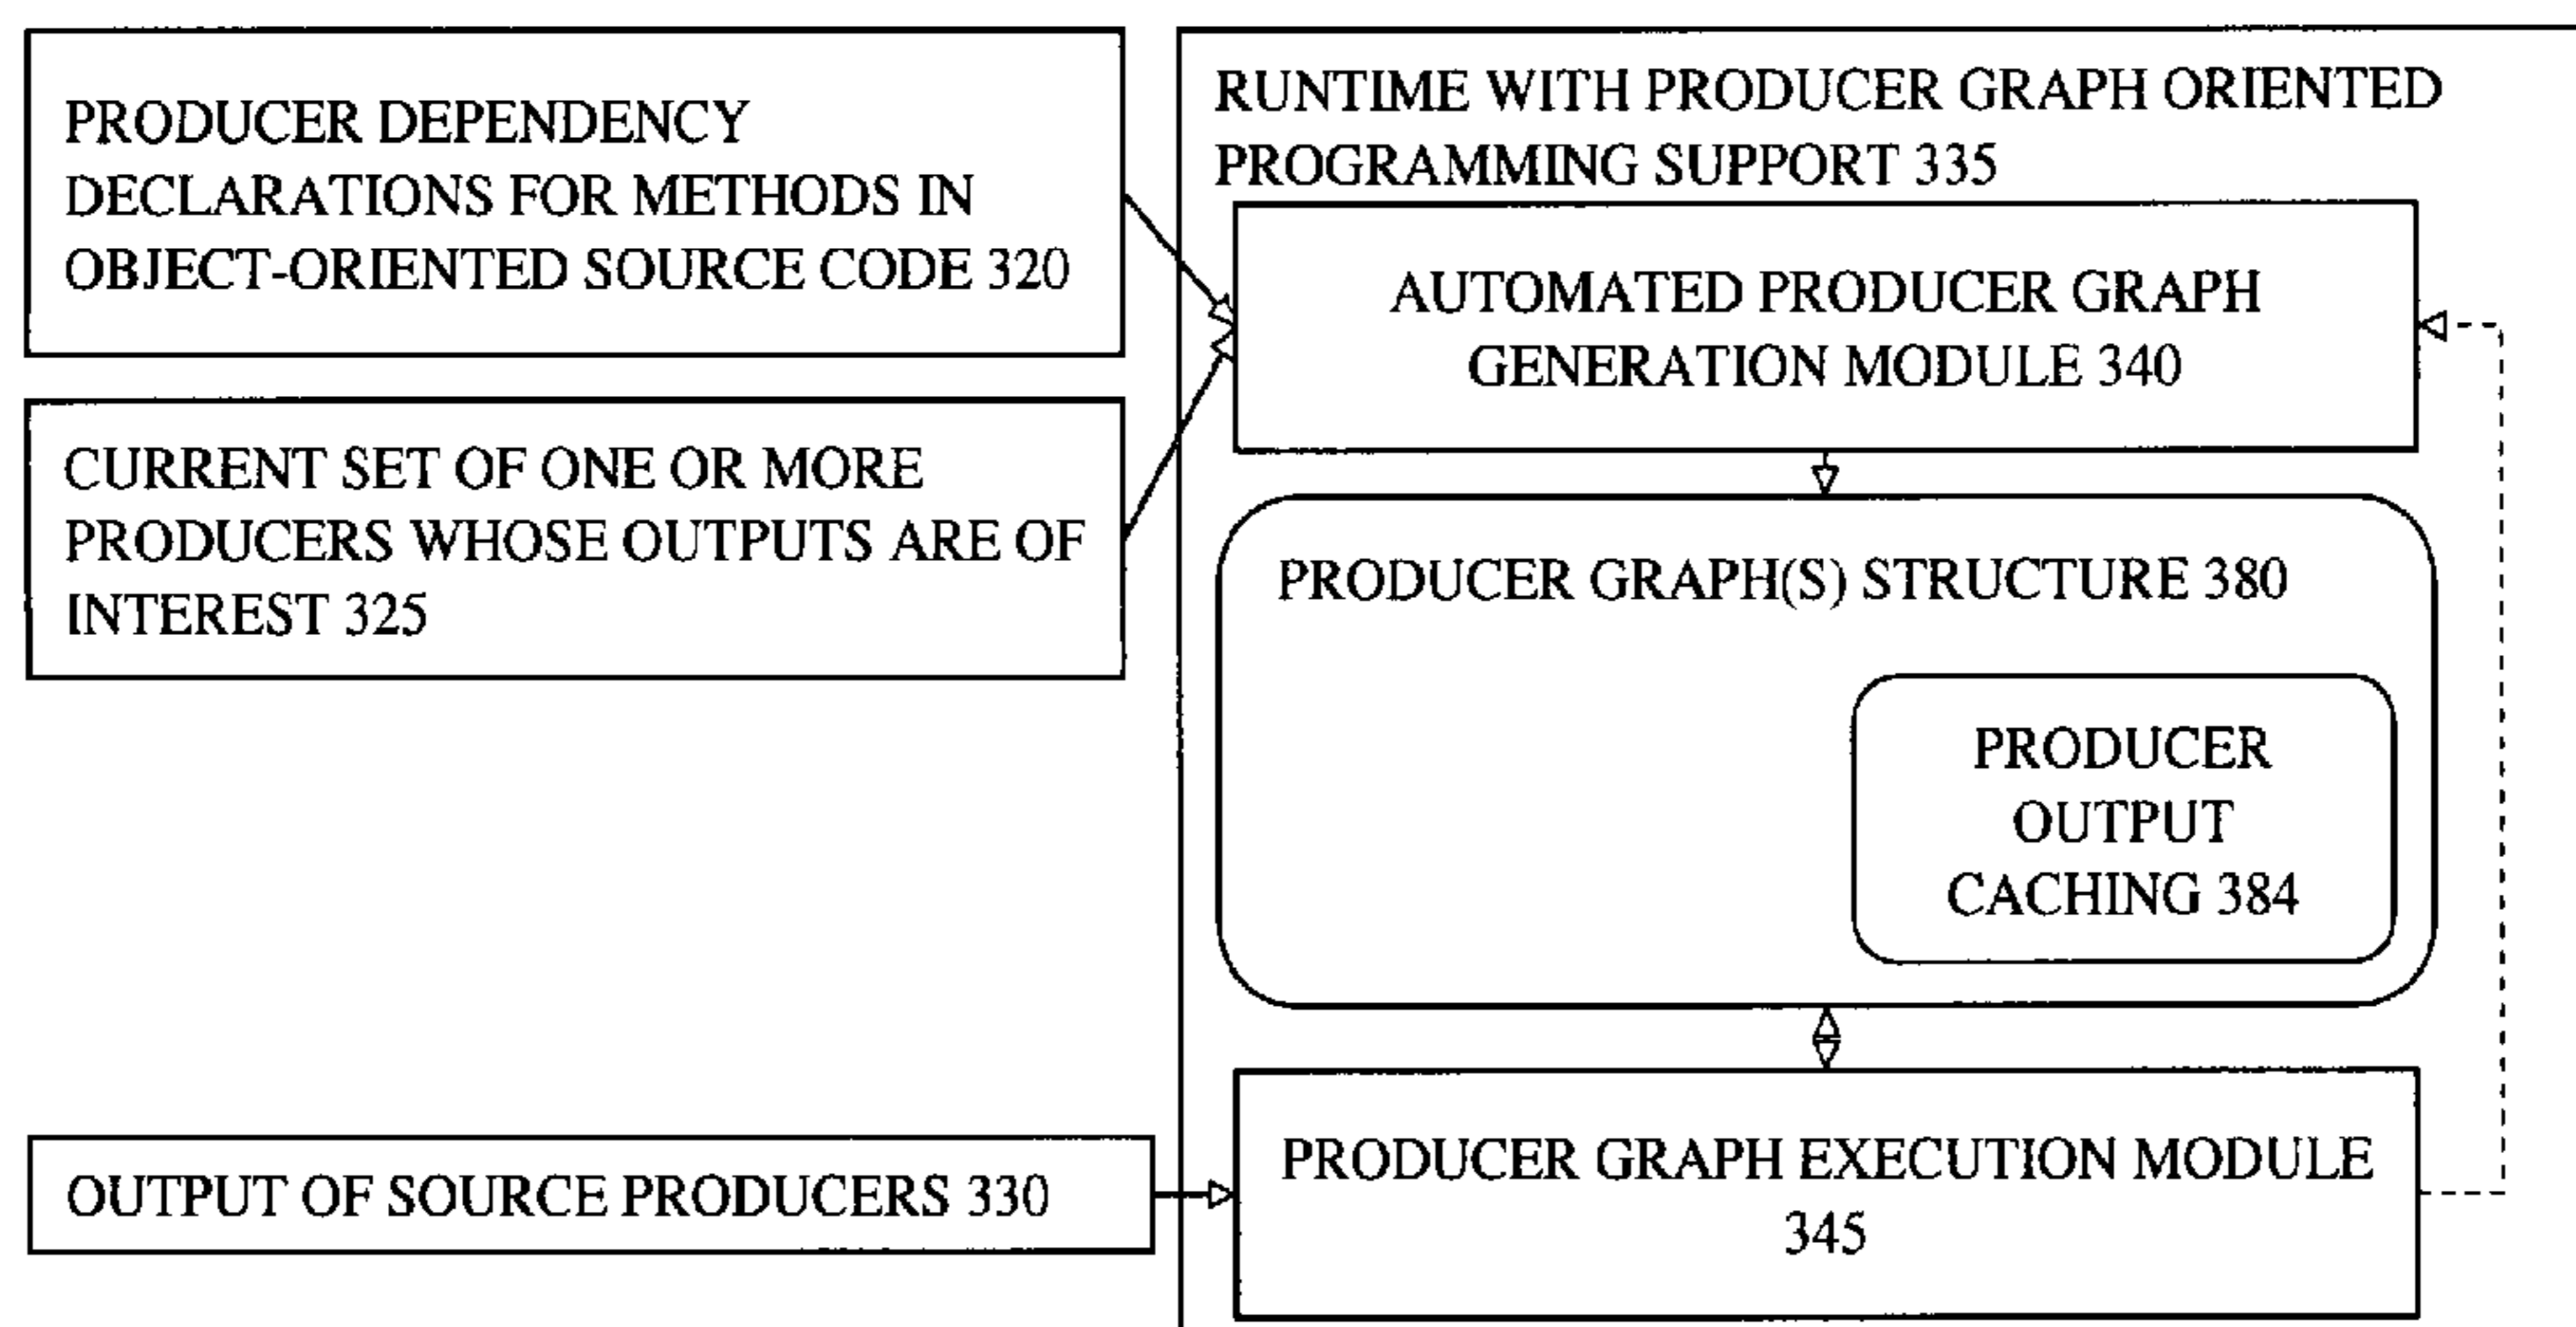 PRODUCER DEPENDENCY
DECLARATIONS FOR METHODS IN
OBJECT-ORIENTED SOURCE CODE 320
CURRENT SET OF ONE OR MORE
PRODUCERS WHOSE OUTPUTS ARE OF
INTEREST 325
OUTPUT OF SOURCE PRODUCERS 330
RUNTIME WITH PRODUCER GRAPH ORIENTED
PROGRAMMING SUPPORT 335
AUTOMATED PRODUCER GRAPH
GENERATION MODULE 340
PRODUCER GRAPH(S) STRUCTURE 380
PRODUCER
OUTPUT
CACHING 384
PRODUCER GRAPH EXECUTION MODULE
345